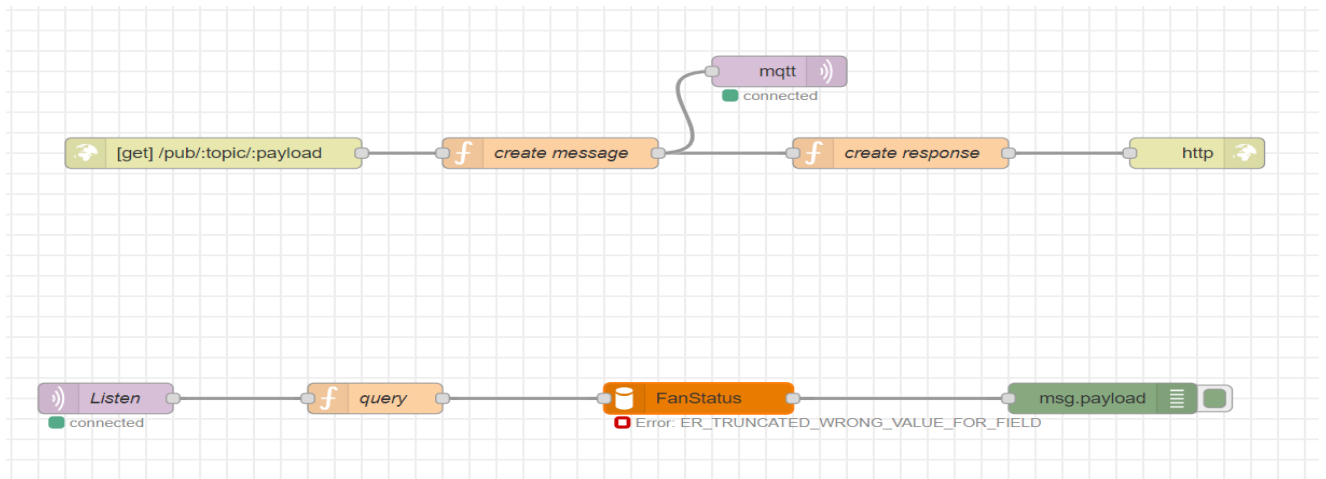 mqtt
connected
[get] /pub/:topic/:payload
create message
create response
http
Listen
connected
query
FanStatus
Error: ER_TRUNCATED_WRONG_VALUE_FOR_FIELD
msg.payload